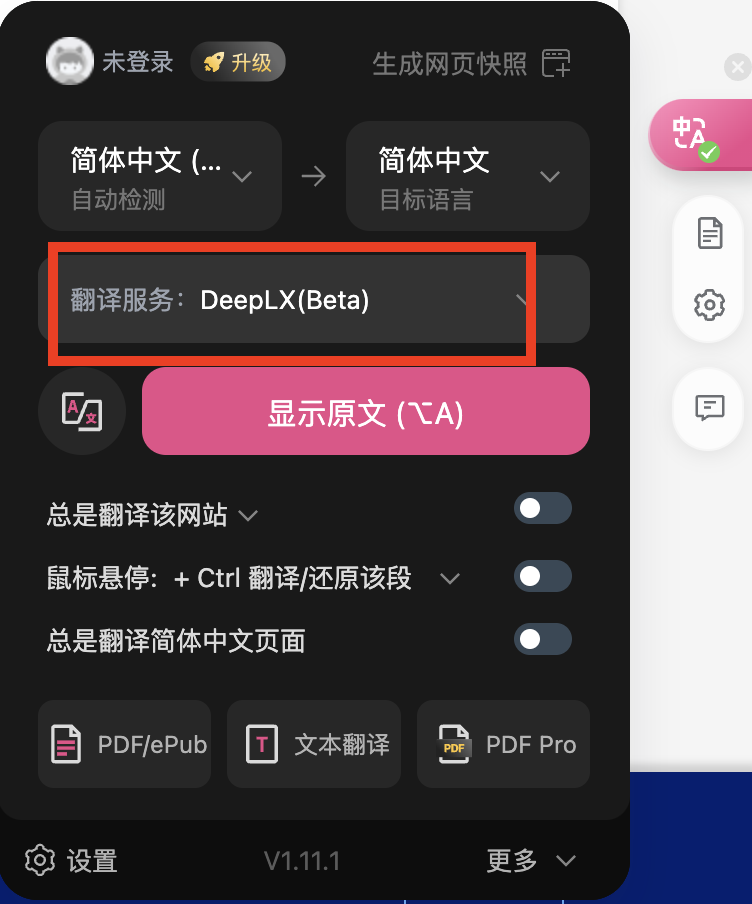 未登录
升级
生成网页快照
中A
简体中文 (...
自动检测
简体中文
目标语言
翻译服务：DeepLX(Beta)
A文
显示原文 (⌥A)
总是翻译该网站
鼠标悬停: + Ctrl 翻译/还原该段
总是翻译简体中文页面
PDF/ePub
T 文本翻译
PDF PDF Pro
设置
V1.11.1
更多